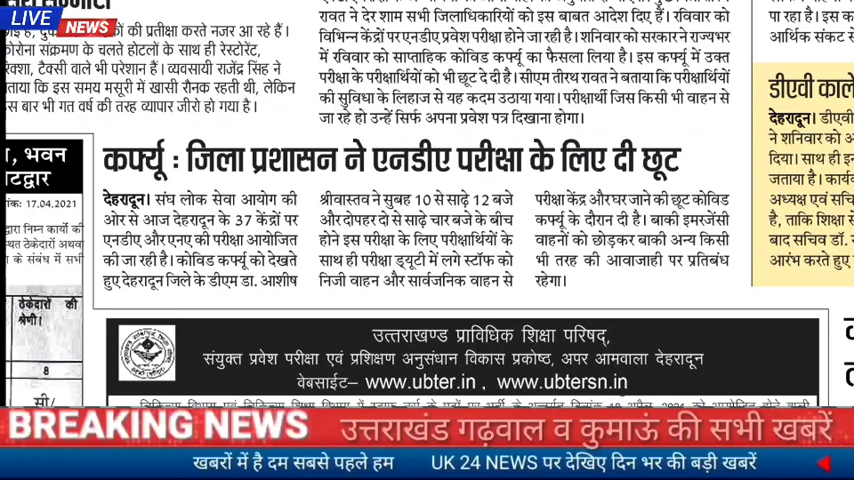 LIVE
NEWS
की प्रतीक्षा करते नजर आ रहे हैं।
कोरोना संक्रमण के चलते होटलों के साथ ही रेस्टोरेंट,
रिक्शा, टैक्सी वाले भी परेशान हैं। व्यवसायी राजेंद्र सिंह ने
बताया कि इस समय मसूरी में खासी रौनक रहती थी, लेकिन
इस बार भी गत वर्ष की तरह व्यापार जीरो हो गया है।
रावत ने देर शाम सभी जिलाधिकारियों को इस बाबत आदेश दिए हैं। रविवार को
विभिन्न केंद्रों पर एनडीए प्रवेश परीक्षा होने जा रही है। शनिवार को सरकार ने राज्यभर
में रविवार को साप्ताहिक कोविड कर्फ्यू का फैसला लिया है। इस कर्फ्यू में उक्त
परीक्षा के परीक्षार्थियों को भी छूट दे दी है। सीएम तीरथ रावत ने बताया कि परीक्षार्थियों
की सुविधा के लिहाज से यह कदम उठाया गया। परीक्षार्थी जिस किसी भी वाहन से
जा रहे हो उन्हें सिर्फ अपना प्रवेश पत्र दिखाना होगा।
पा रहा है। इस क
आर्थिक संकट से
डीएवी काले
देहरादून। डीएवी
ने शनिवार को अ
दिया। साथ ही इन
जताया है। कार्यव
अध्यक्ष एवं सचि
है, ताकि शिक्षा से
बाद सचिव डॉ.
आरंभ करते हुए
, भवन
टद्वार
नांक: 17.04.2021
द्वारा निम्न कार्यों की
स्थत ठेकेदारों अथव
के संबंध में सभी
ठेकेदारों की
श्रेणी।
8
सी/
कर्फ्यू : जिला प्रशासन ने एनडीए परीक्षा के लिए दी छूट
देहरादून। संघ लोक सेवा आयोग की
ओर से आज देहरादून के 37 केंद्रों पर
एनडीए और एनए की परीक्षा आयोजित
की जा रही है। कोविड कर्फ्यू को देखते
हुए देहरादून जिले के डीएम डा. आशीष
श्रीवास्तव ने सुबह 10 से साढ़े 12 बजे
और दोपहर दो से साढ़े चार बजे के बीच
होने इस परीक्षा के लिए परीक्षार्थियों के
साथ ही परीक्षा ड्यूटी में लगे स्टॉफ को
निजी वाहन और सार्वजनिक वाहन से
परीक्षा केंद्र और घर जाने की छूट कोविड
कर्फ्यू के दौरान दी है। बाकी इमरजेंसी
वाहनों को छोड़कर बाकी अन्य किसी
भी तरह की आवाजाही पर प्रतिबंध
रहेगा।
उत्तराखण्ड प्राविधिक शिक्षा परिषद्,
संयुक्त प्रवेश परीक्षा एवं प्रशिक्षण अनुसंधान विकास प्रकोष्ठ, अपर आमवाला देहरादून
वेबसाईट– www.ubter.in , www.ubtersn.in
BREAKING NEWS उत्तराखंड गढ़वाल व कुमाऊं की सभी खबरें
खबरों में है दम सबसे पहले हम UK 24 NEWS पर देखिए दिन भर की बड़ी खबरें